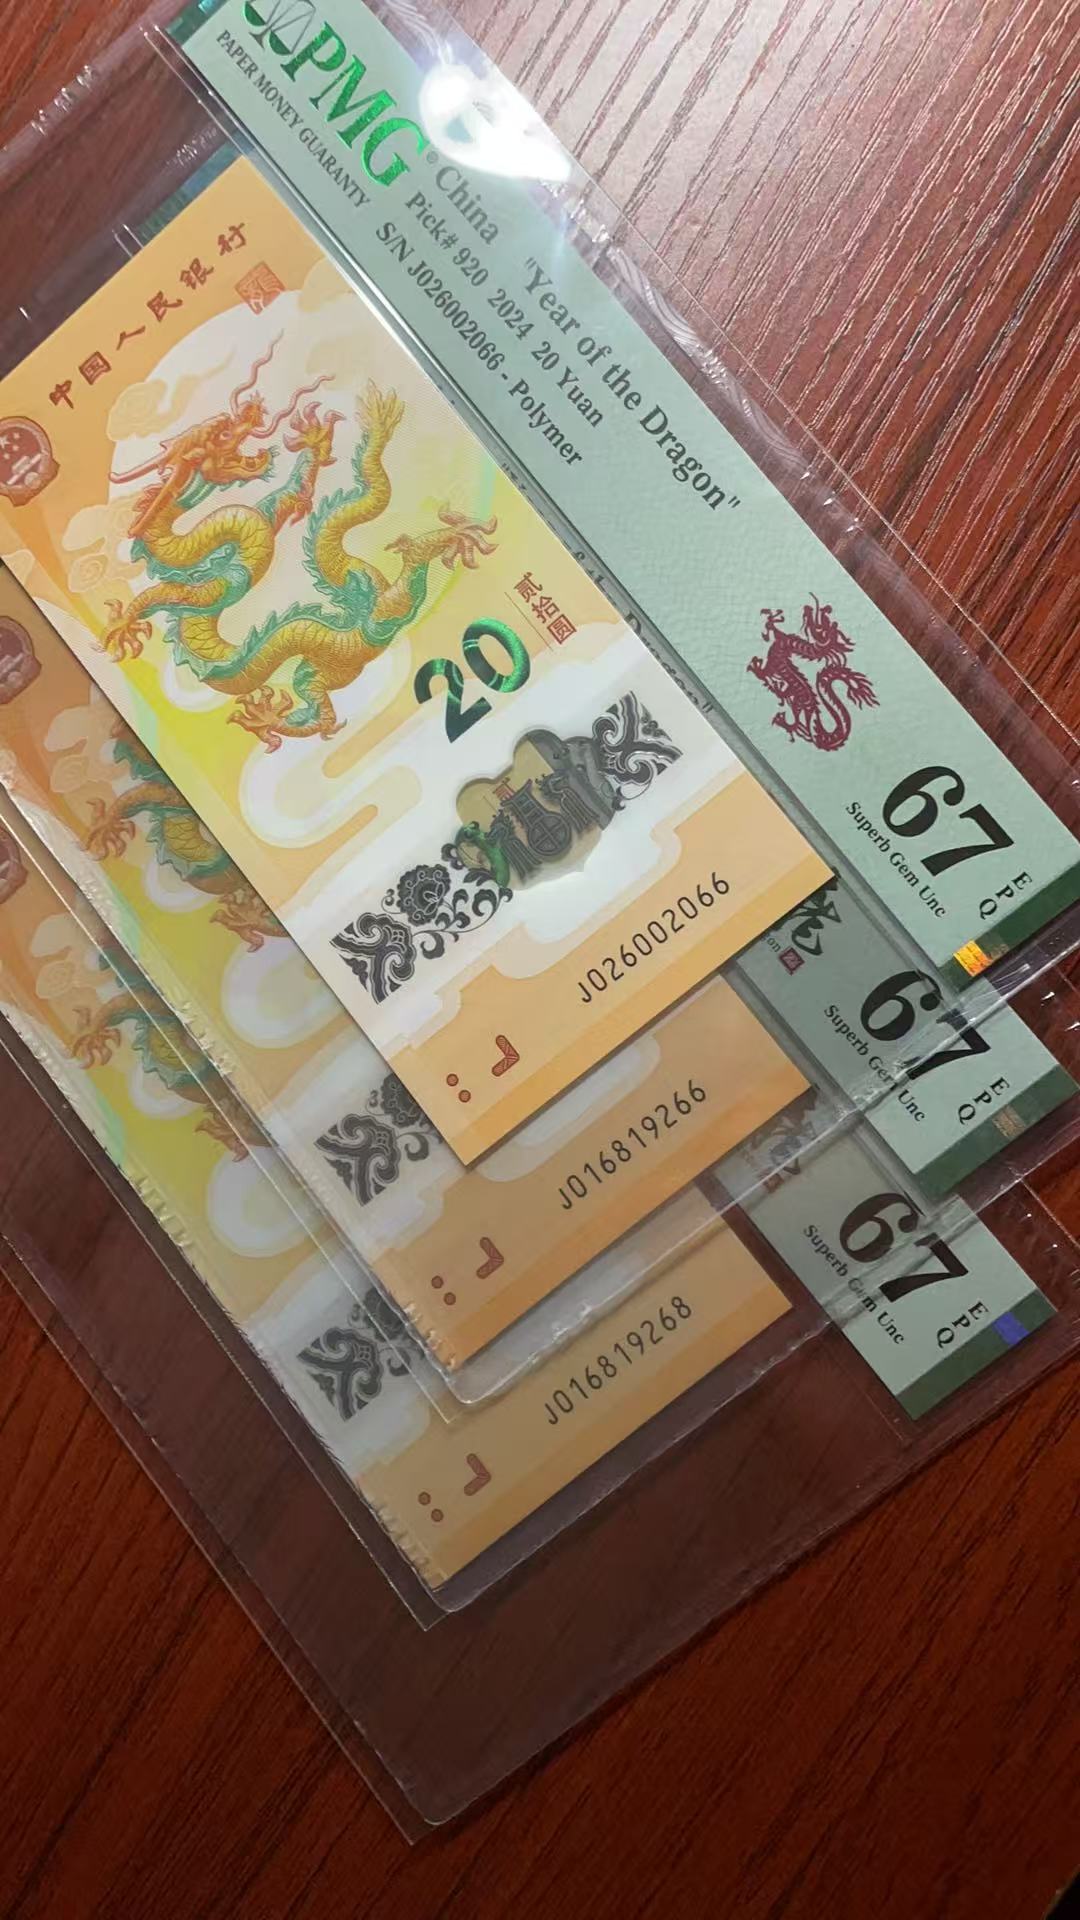 PMG
PAPER MONEY GUARANTY
China
Pick# 920 2024 20 Yuan
S/N J026002066 - Polymer
"Year of the Dragon"
67
EPQ
Superb Gem Unc
中国人民银行
贰拾圆
20
福
J026002066
67
EPQ
Superb Gem Unc
J016819266
67
EPQ
Superb Gem Unc
J016819268